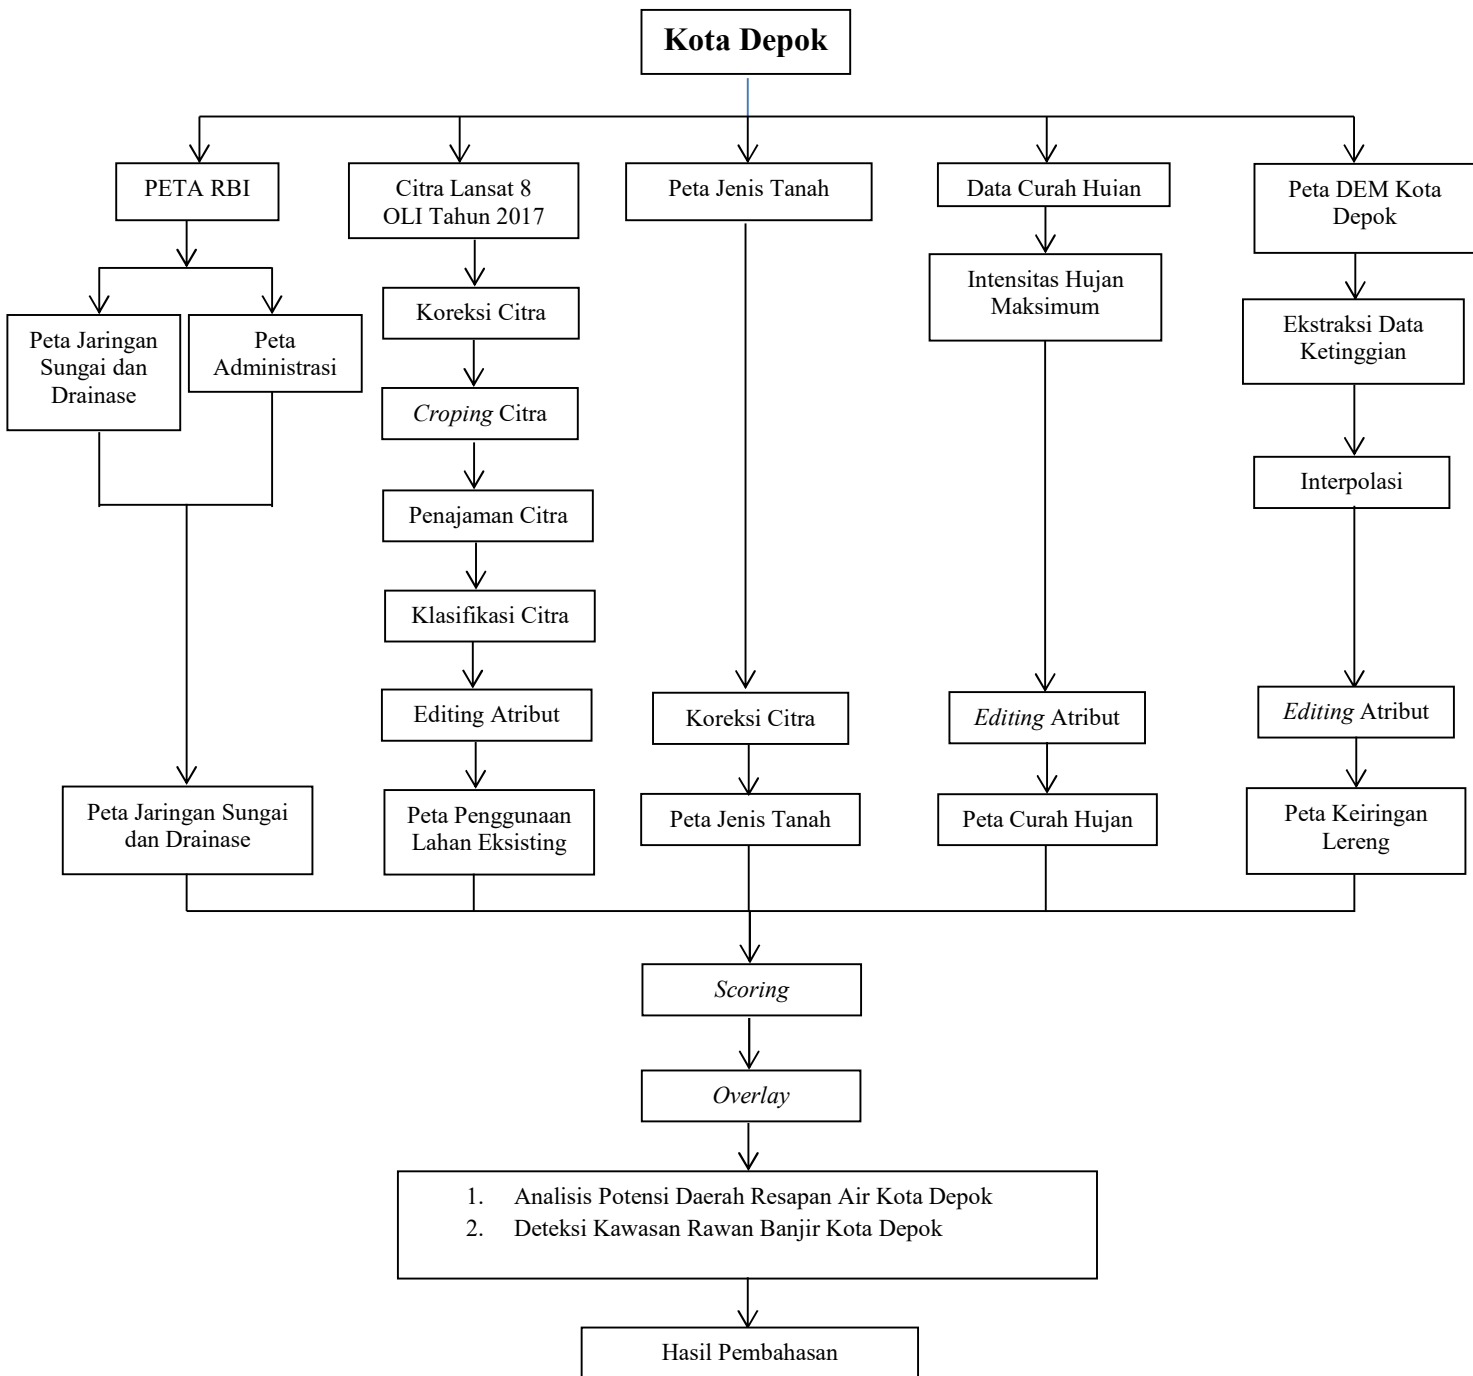 Kota Depok
PETA RBI
Citra Lansat 8
OLI Tahun 2017
Peta Jenis Tanah
Data Curah Hujan
Peta DEM Kota
Depok
Peta Jaringan
Sungai dan
Drainase
Peta
Administrasi
Koreksi Citra
Croping Citra
Penajaman Citra
Klasifikasi Citra
Editing Atribut
Intensitas Hujan
Maksimum
Ekstraksi Data
Ketinggian
Interpolasi
Koreksi Citra
Editing Atribut
Editing Atribut
Peta Jaringan Sungai
dan Drainase
Peta Penggunaan
Lahan Eksisting
Peta Jenis Tanah
Peta Curah Hujan
Peta Keiringan
Lereng
Scoring
Overlay
1. Analisis Potensi Daerah Resapan Air Kota Depok
2. Deteksi Kawasan Rawan Banjir Kota Depok
Hasil Pembahasan